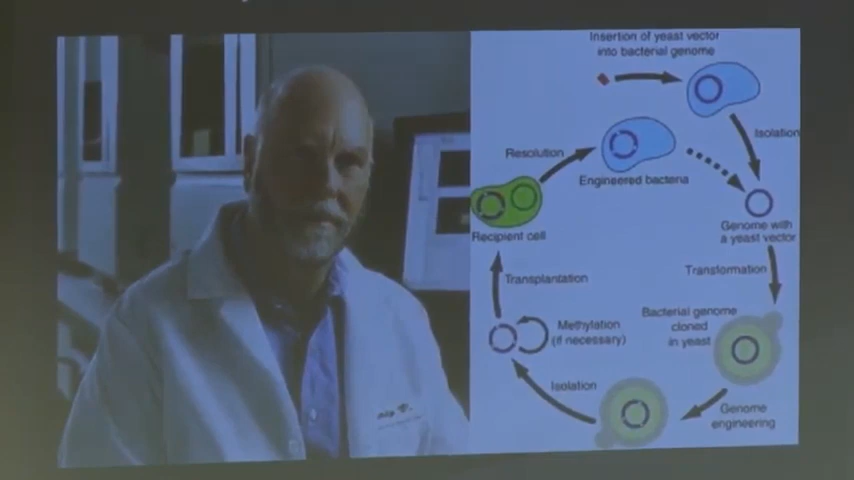 Insertion of yeast vector
into bacterial genome
Isolation
Resolution
Engineered bacteria
Genome with
a yeast vector
Recipient cell
Transformation
Transplantation
Bacterial genome
cloned
in yeast
Methylation
(if necessary)
Isolation
Genome
engineering